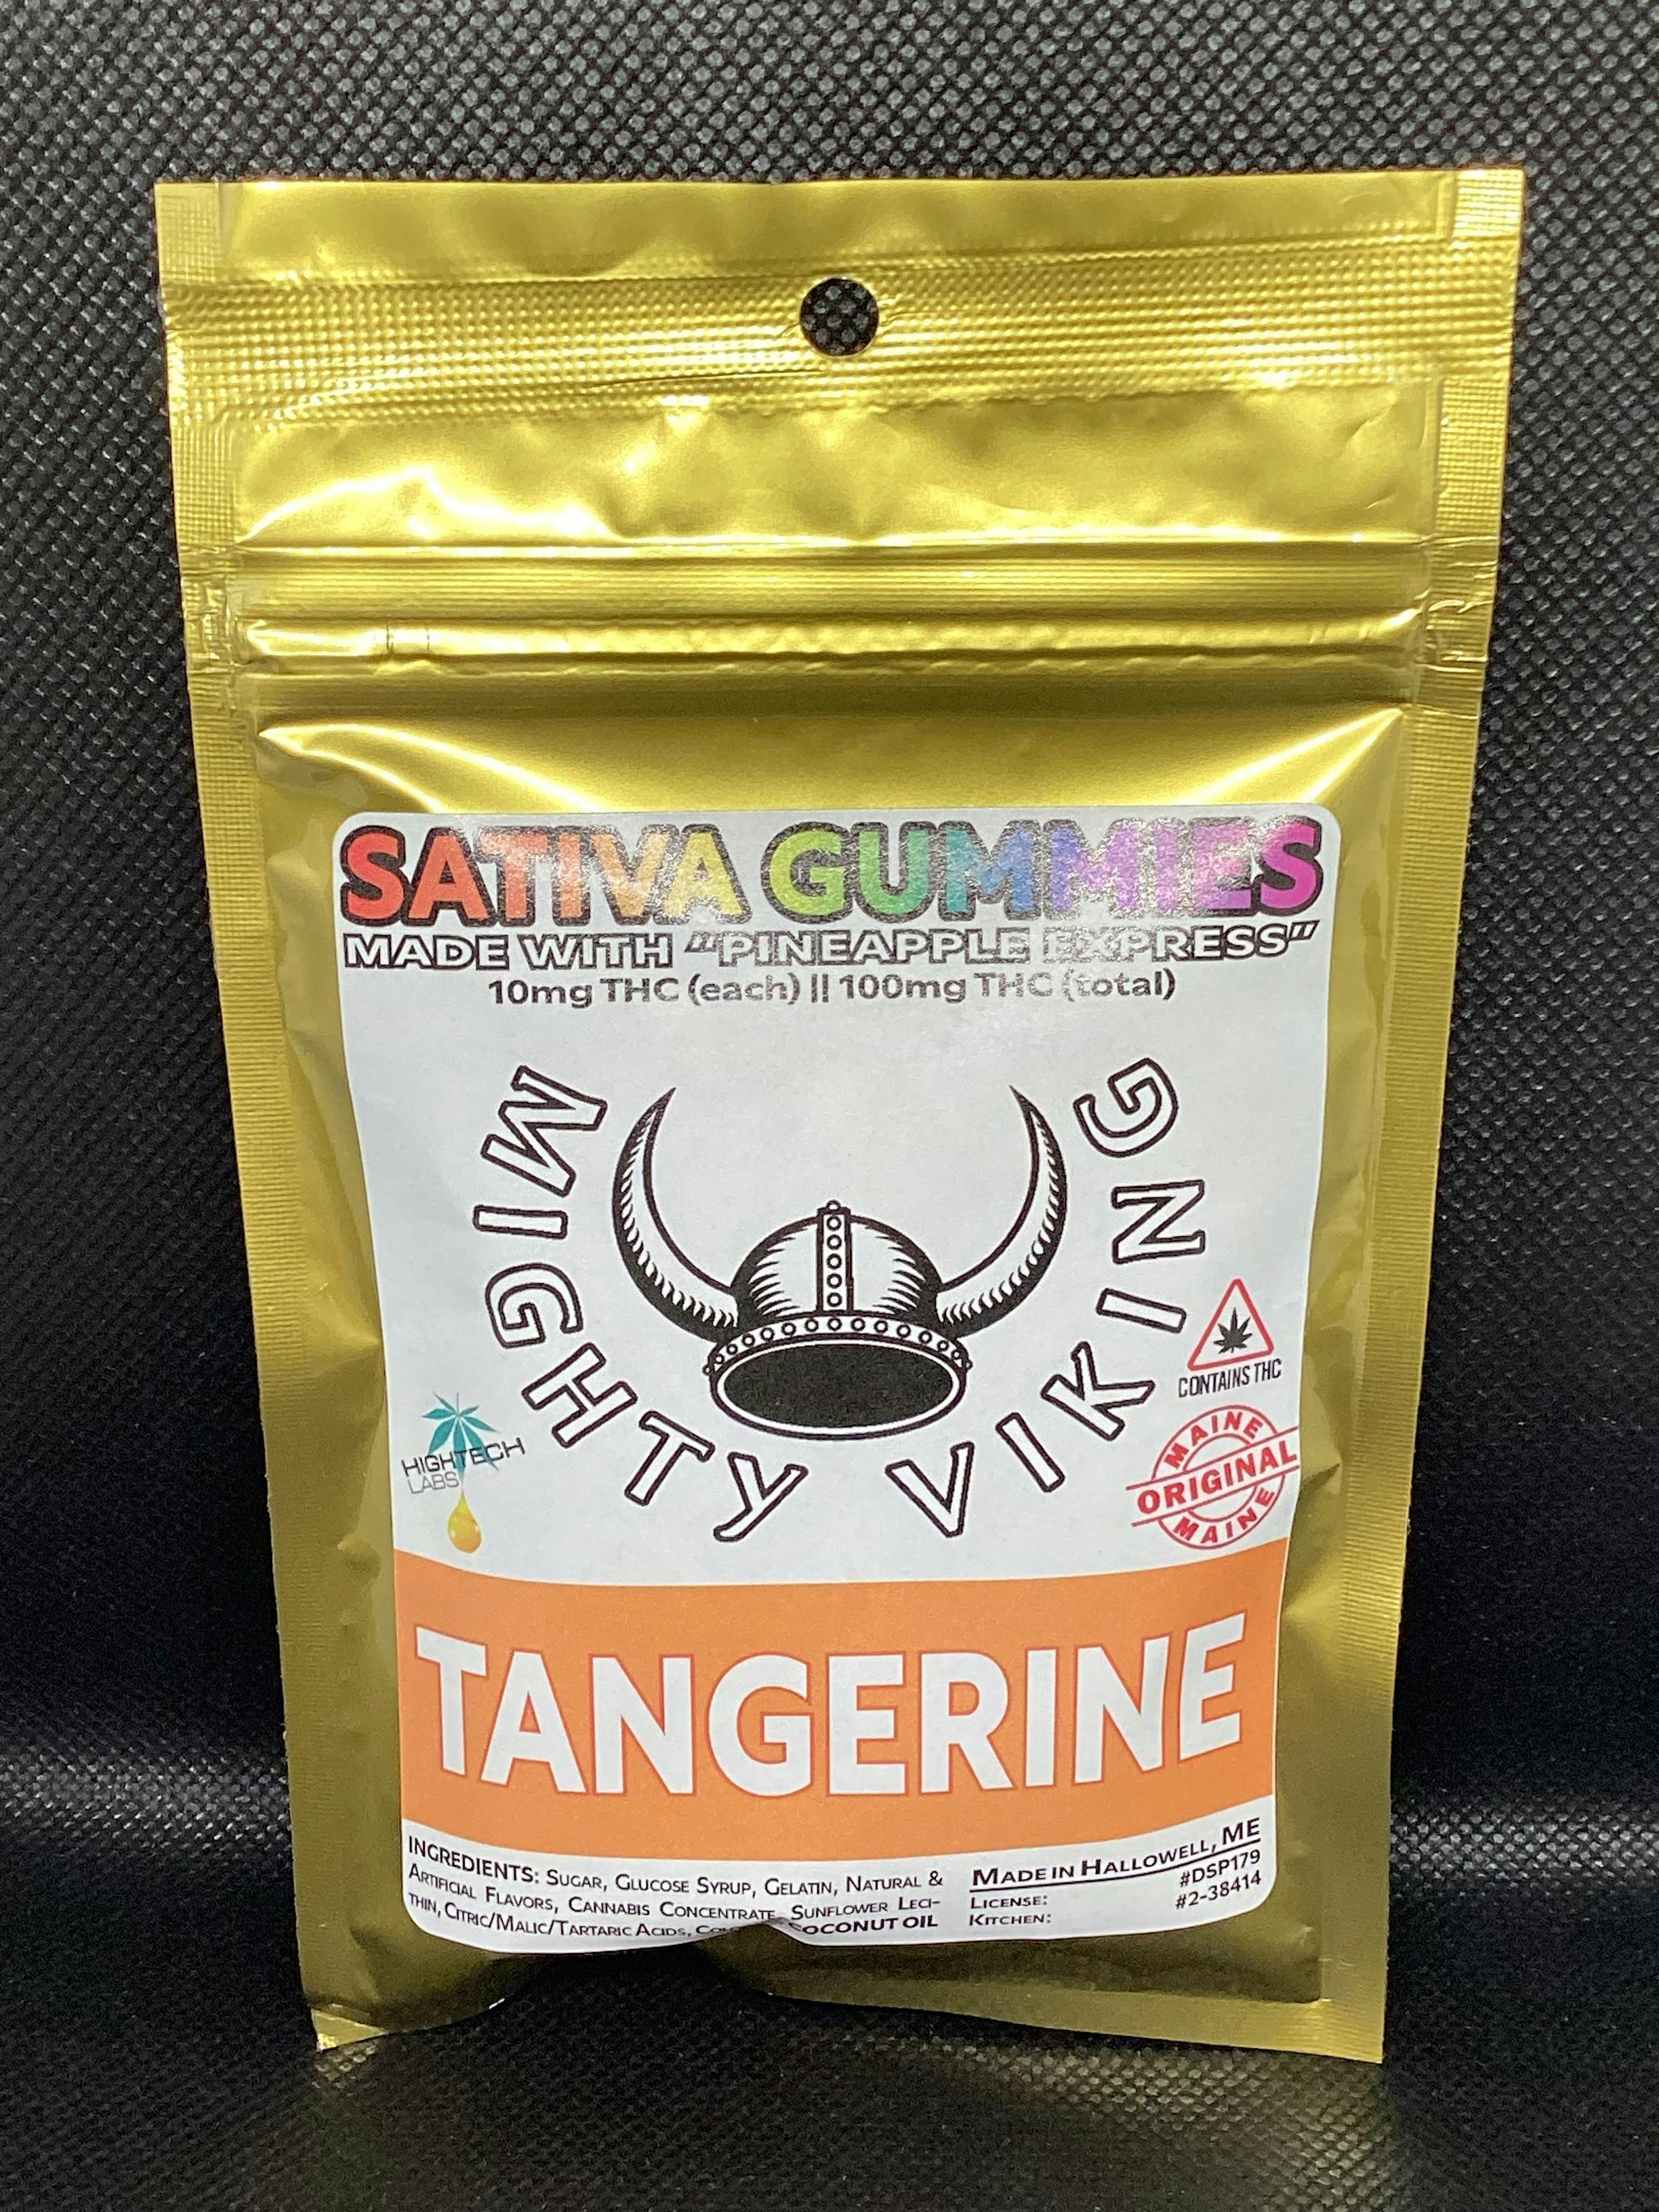 SATIVA GUMMIES
MADE WITH "PINEAPPLE EXPRESS"
10mg THC (each) || 100mg THC (total)
MIGHTY VIKING
CONTAINS THC
HIGHTECH
LABS
MAINE
ORIGINAL
MAINE
TANGERINE
INGREDIENTS: SUGAR, GLUCOSE SYRUP, GELATIN, NATURAL &
ARTIFICIAL FLAVORS, CANNABIS CONCENTRATE, SUNFLOWER LECI-
THIN, CITRIC/MALIC/TARTARIC ACIDS, COCONUT OIL
MADE IN HALLOWELL, ME
LICENSE: #DSP179
KITCHEN: #2-38414